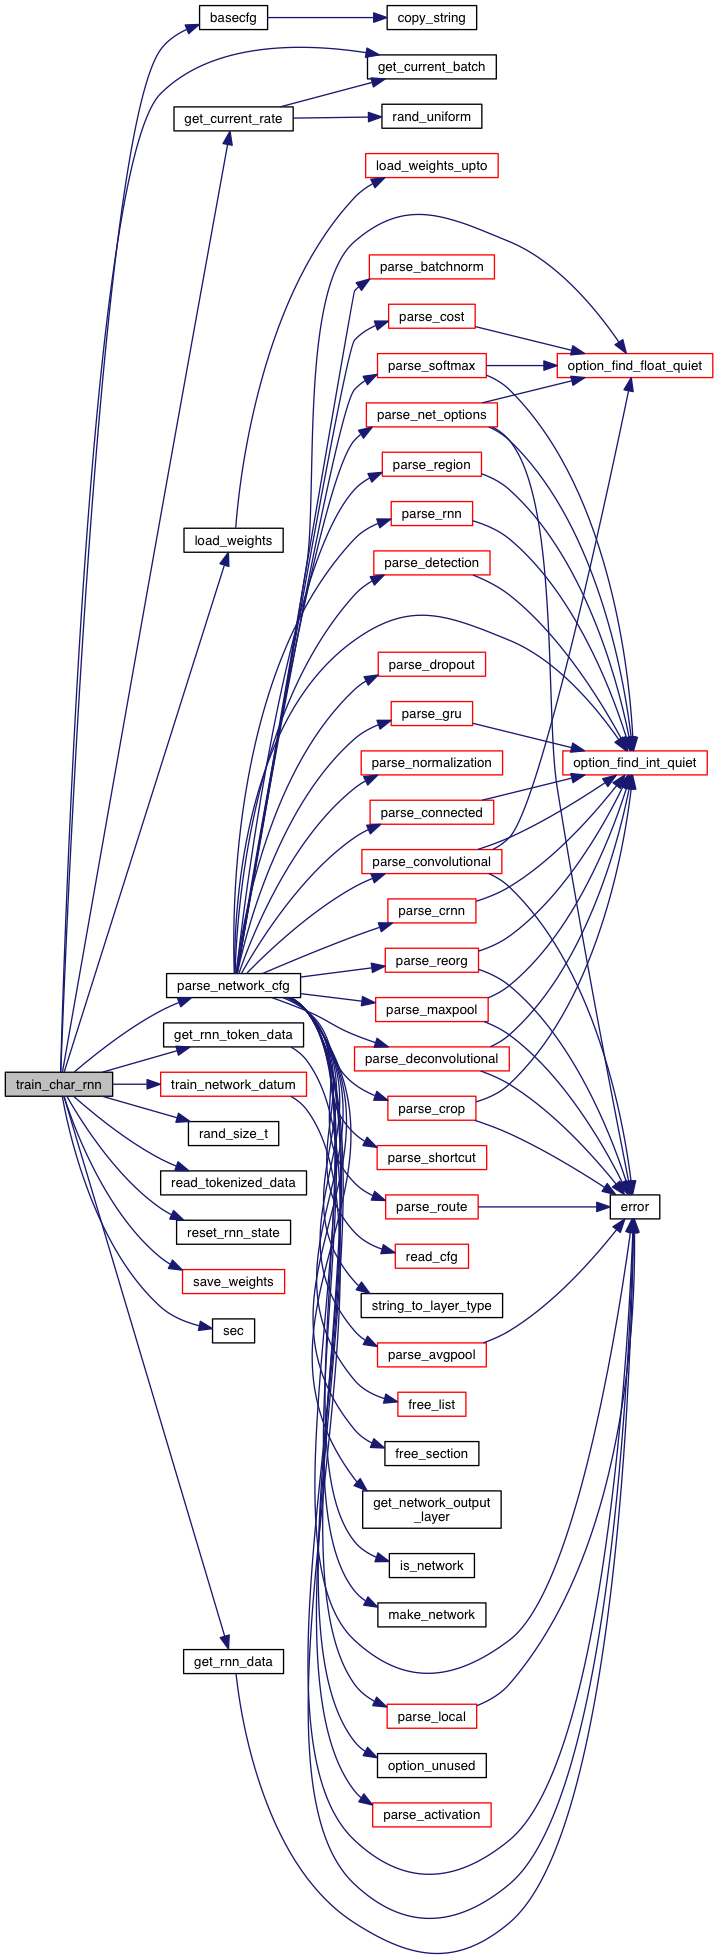 basecfg
copy_string
get_current_batch
get_current_rate
rand_uniform
load_weights_upto
parse_batchnorm
parse_cost
parse_softmax
option_find_float_quiet
parse_net_options
parse_region
parse_rnn
load_weights
parse_detection
parse_dropout
parse_gru
parse_normalization
option_find_int_quiet
parse_connected
parse_convolutional
parse_crnn
parse_reorg
parse_network_cfg
parse_maxpool
get_rnn_token_data
parse_deconvolutional
train_char_rnn
train_network_datum
parse_crop
rand_size_t
parse_shortcut
read_tokenized_data
parse_route
error
reset_rnn_state
read_cfg
save_weights
string_to_layer_type
sec
parse_avgpool
free_list
free_section
get_network_output
_layer
is_network
make_network
get_rnn_data
parse_local
option_unused
parse_activation